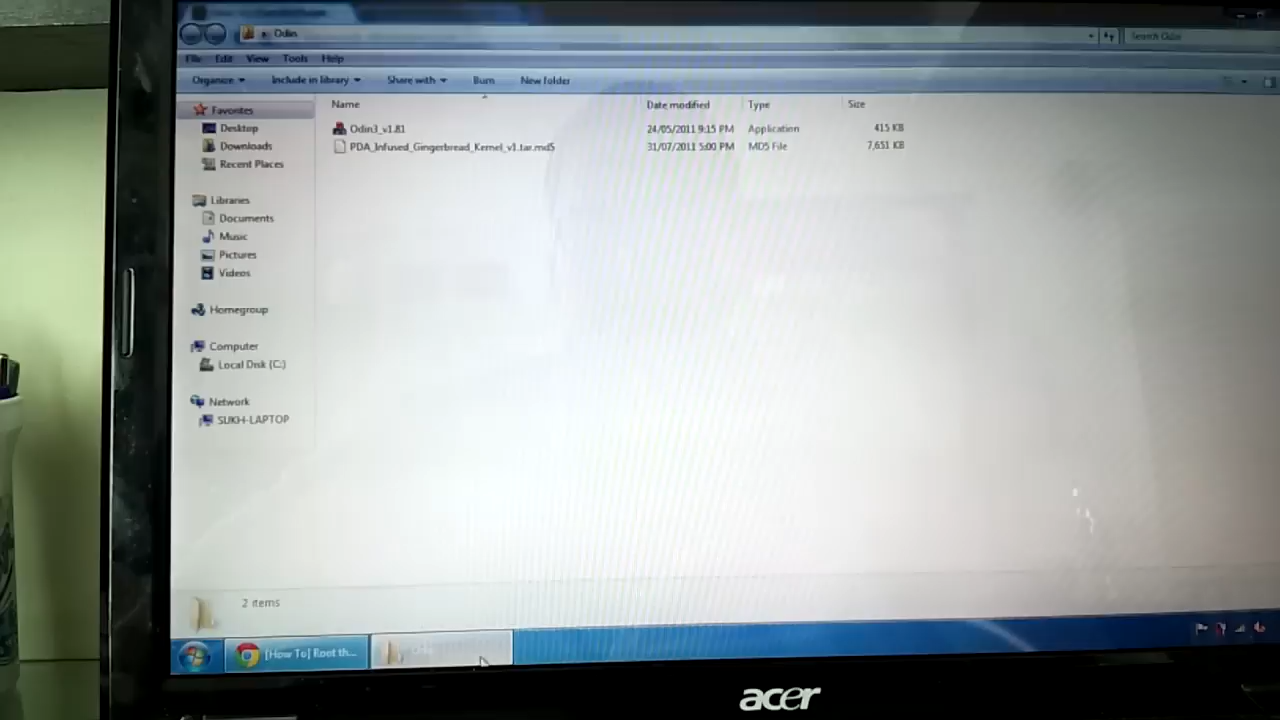 Odin
Search Odin
File Edit View Tools Help
Organize Include in library Share with Burn New folder
Name Date modified Type Size
Favorites
Desktop
Downloads
Recent Places
Libraries
Documents
Music
Pictures
Videos
Homegroup
Computer
Local Disk (C:)
Network
SUKH-LAPTOP
Odin3_v1.81 24/05/2011 9:15 PM Application 415 KB
PDA_Infused_Gingerbread_Kernel_v1.tar.md5 31/07/2011 5:00 PM MD5 File 7,651 KB
2 items
[How To] Root th...
Odin
acer